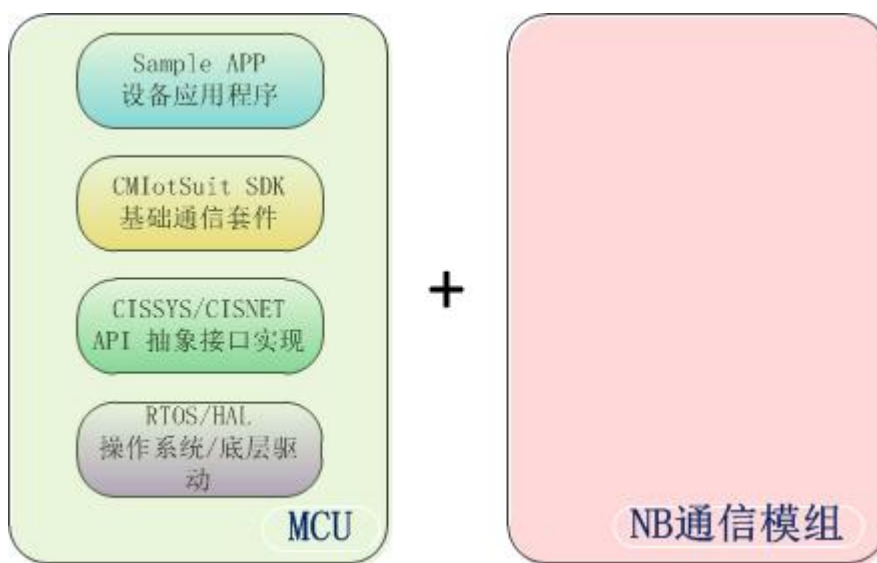 Sample APP
设备应用程序
CMIotSuit SDK
基础通信套件
CISSYS/CISNET
API 抽象接口实现
RTOS/HAL
操作系统/底层驱
动
MCU
+
NB通信模组